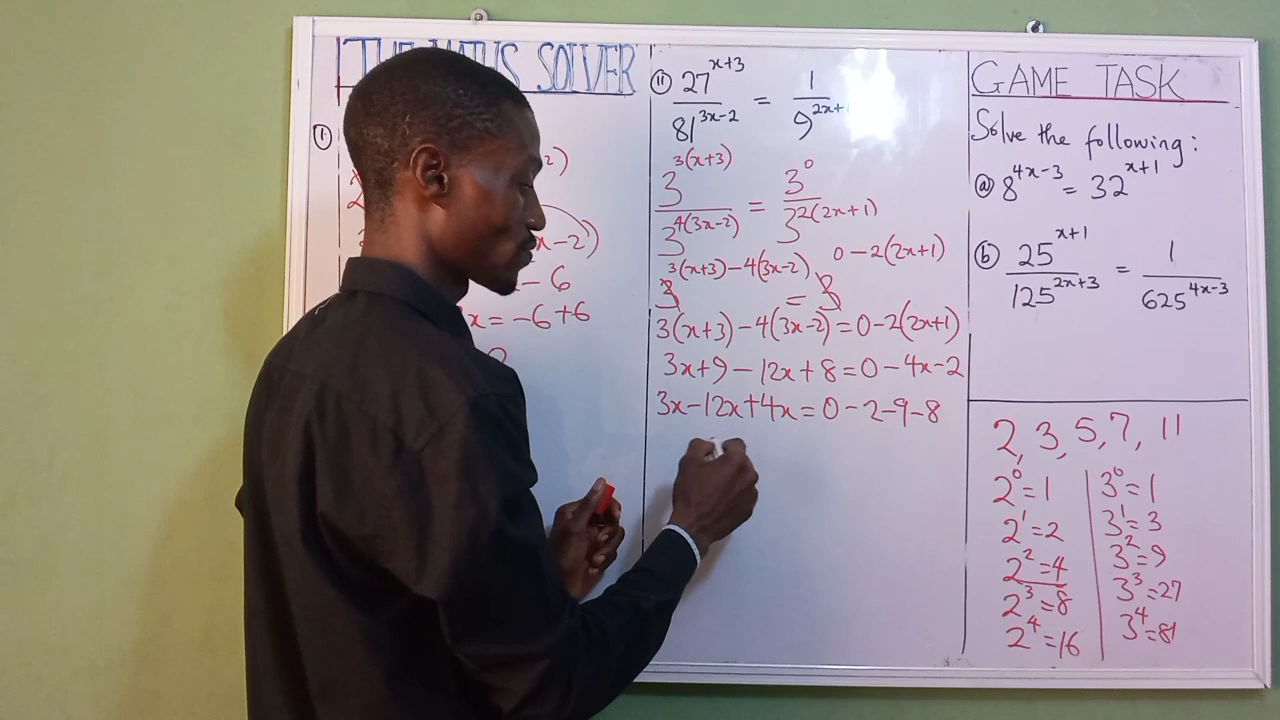 THE MATHS SOLVER
①
2)
x-2)
- 6
x = -6+6
ⅱ 27^(x+3) / 81^(3x-2) = 1 / 9^(2x+
3^(3(x+3)) / 3^(4(3x-2)) = 3^0 / 3^(2(2x+1))
3^(3(x+3)-4(3x-2)) = 3^(0-2(2x+1))
3(x+3)-4(3x-2)=0-2(2x+1)
3x+9-12x+8=0-4x-2
3x-12x+4x=0-2-9-8
GAME TASK
Solve the following:
ⓐ 8^(4x-3) = 32^(x+1)
ⓑ 25^(x+1) / 125^(2x+3) = 1 / 625^(4x-3)
2, 3, 5, 7, 11
2^0=1
2^1=2
2^2=4
2^3=8
2^4=16
3^0=1
3^1=3
3^2=9
3^3=27
3^4=81